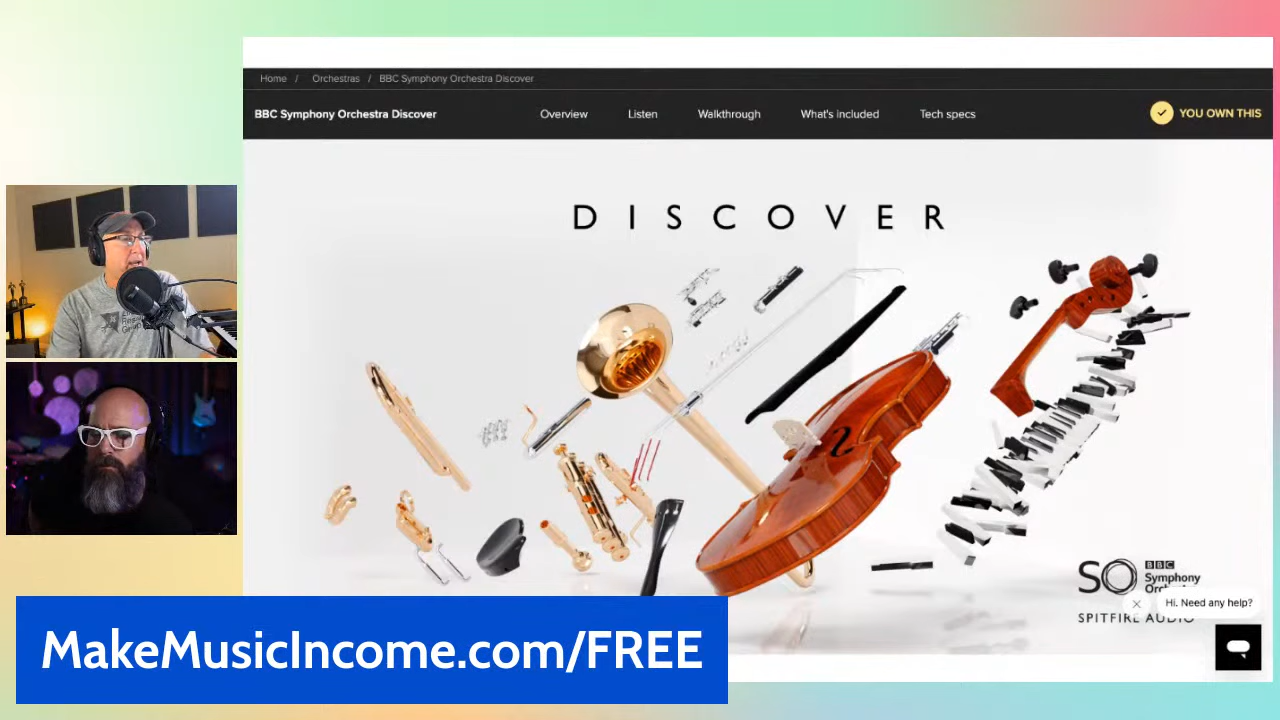 Home / Orchestras / BBC Symphony Orchestra Discover
BBC Symphony Orchestra Discover Overview Listen Walkthrough What's included Tech specs YOU OWN THIS
DISCOVER
SO BBC
Symphony
SPITFIRE AUDIO
Hi. Need any help?
MakeMusicIncome.com/FREE